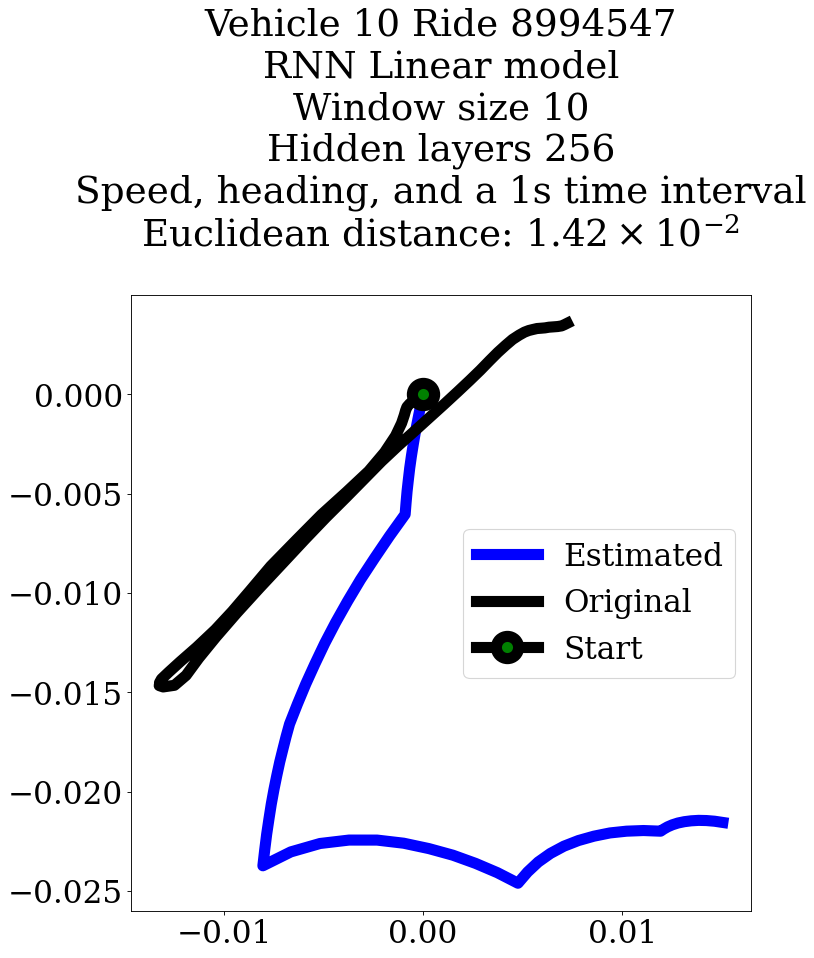 Vehicle 10 Ride 8994547
RNN Linear model
Window size 10
Hidden layers 256
Speed, heading, and a 1s time interval
Euclidean distance: 1.42 × 10⁻²
0.000
−0.005
−0.010
−0.015
−0.020
−0.025
Estimated
Original
Start
−0.01
0.00
0.01